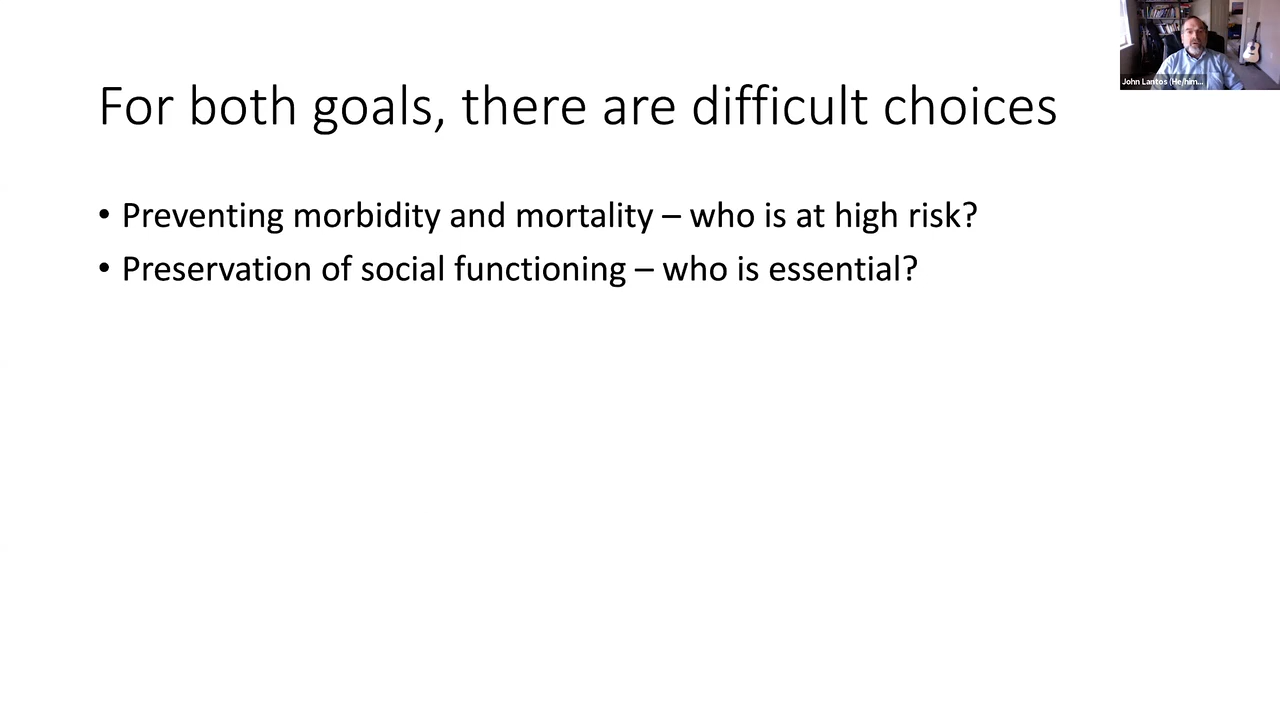 John Lantos (He/him...
For both goals, there are difficult choices
• Preventing morbidity and mortality – who is at high risk?
• Preservation of social functioning – who is essential?